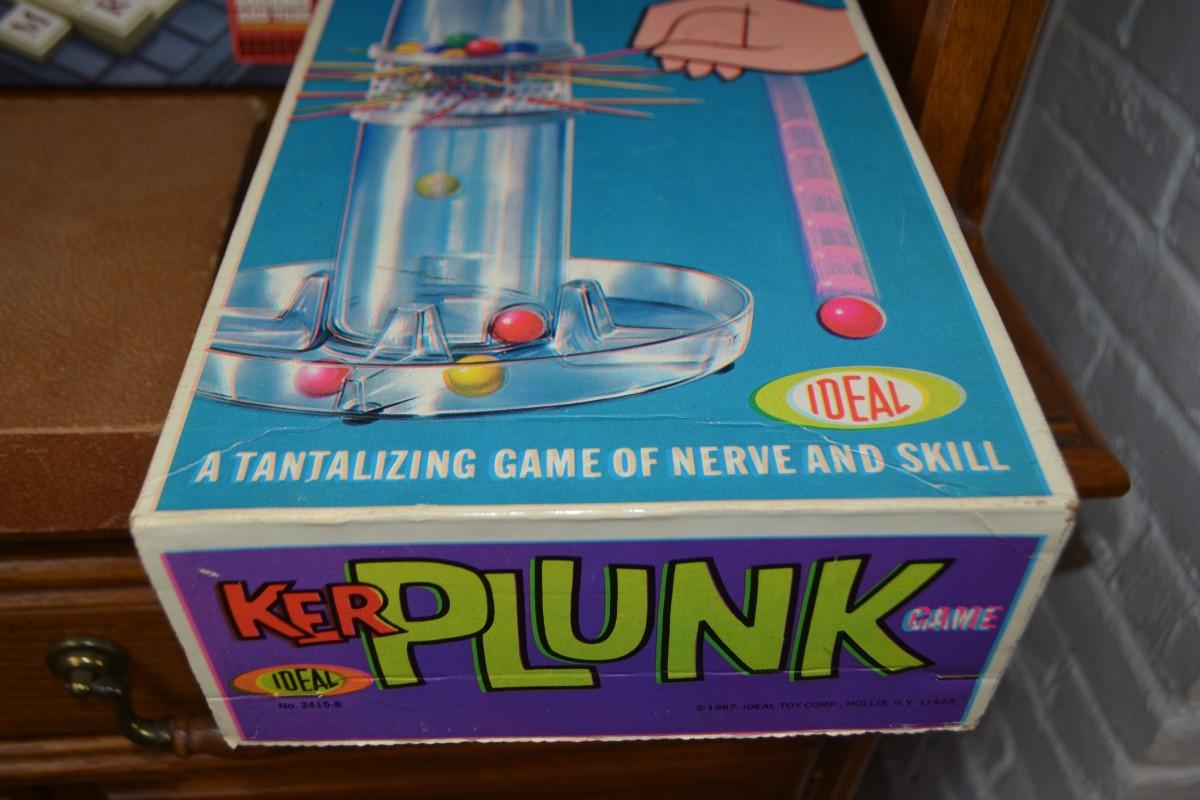 M
IDEAL
A TANTALIZING GAME OF NERVE AND SKILL
KERPLUNK GAME
IDEAL
No. 2415-8
© 1967, IDEAL TOY CORP., HOLLIS, N.Y. 11423